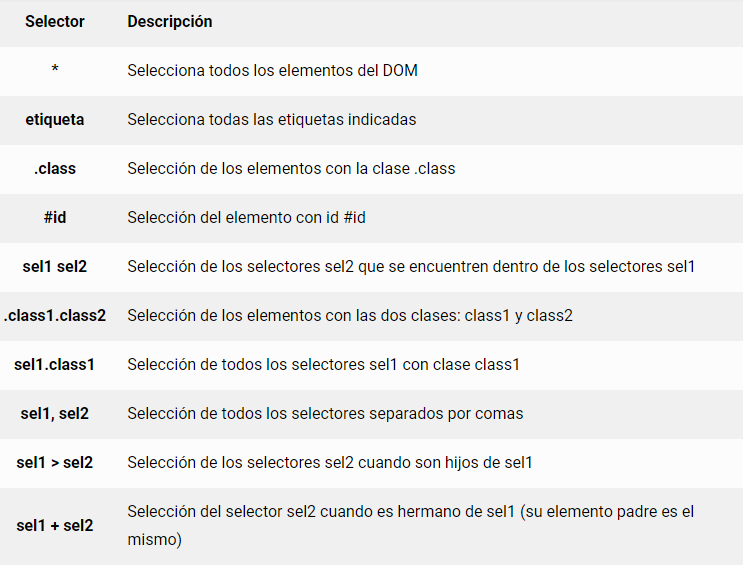 Selector Descripción
* Selecciona todos los elementos del DOM
etiqueta Selecciona todas las etiquetas indicadas
.class Selección de los elementos con la clase .class
#id Selección del elemento con id #id
sel1 sel2 Selección de los selectores sel2 que se encuentren dentro de los selectores sel1
.class1.class2 Selección de los elementos con las dos clases: class1 y class2
sel1.class1 Selección de todos los selectores sel1 con clase class1
sel1, sel2 Selección de todos los selectores separados por comas
sel1 > sel2 Selección de los selectores sel2 cuando son hijos de sel1
sel1 + sel2 Selección del selector sel2 cuando es hermano de sel1 (su elemento padre es el
mismo)